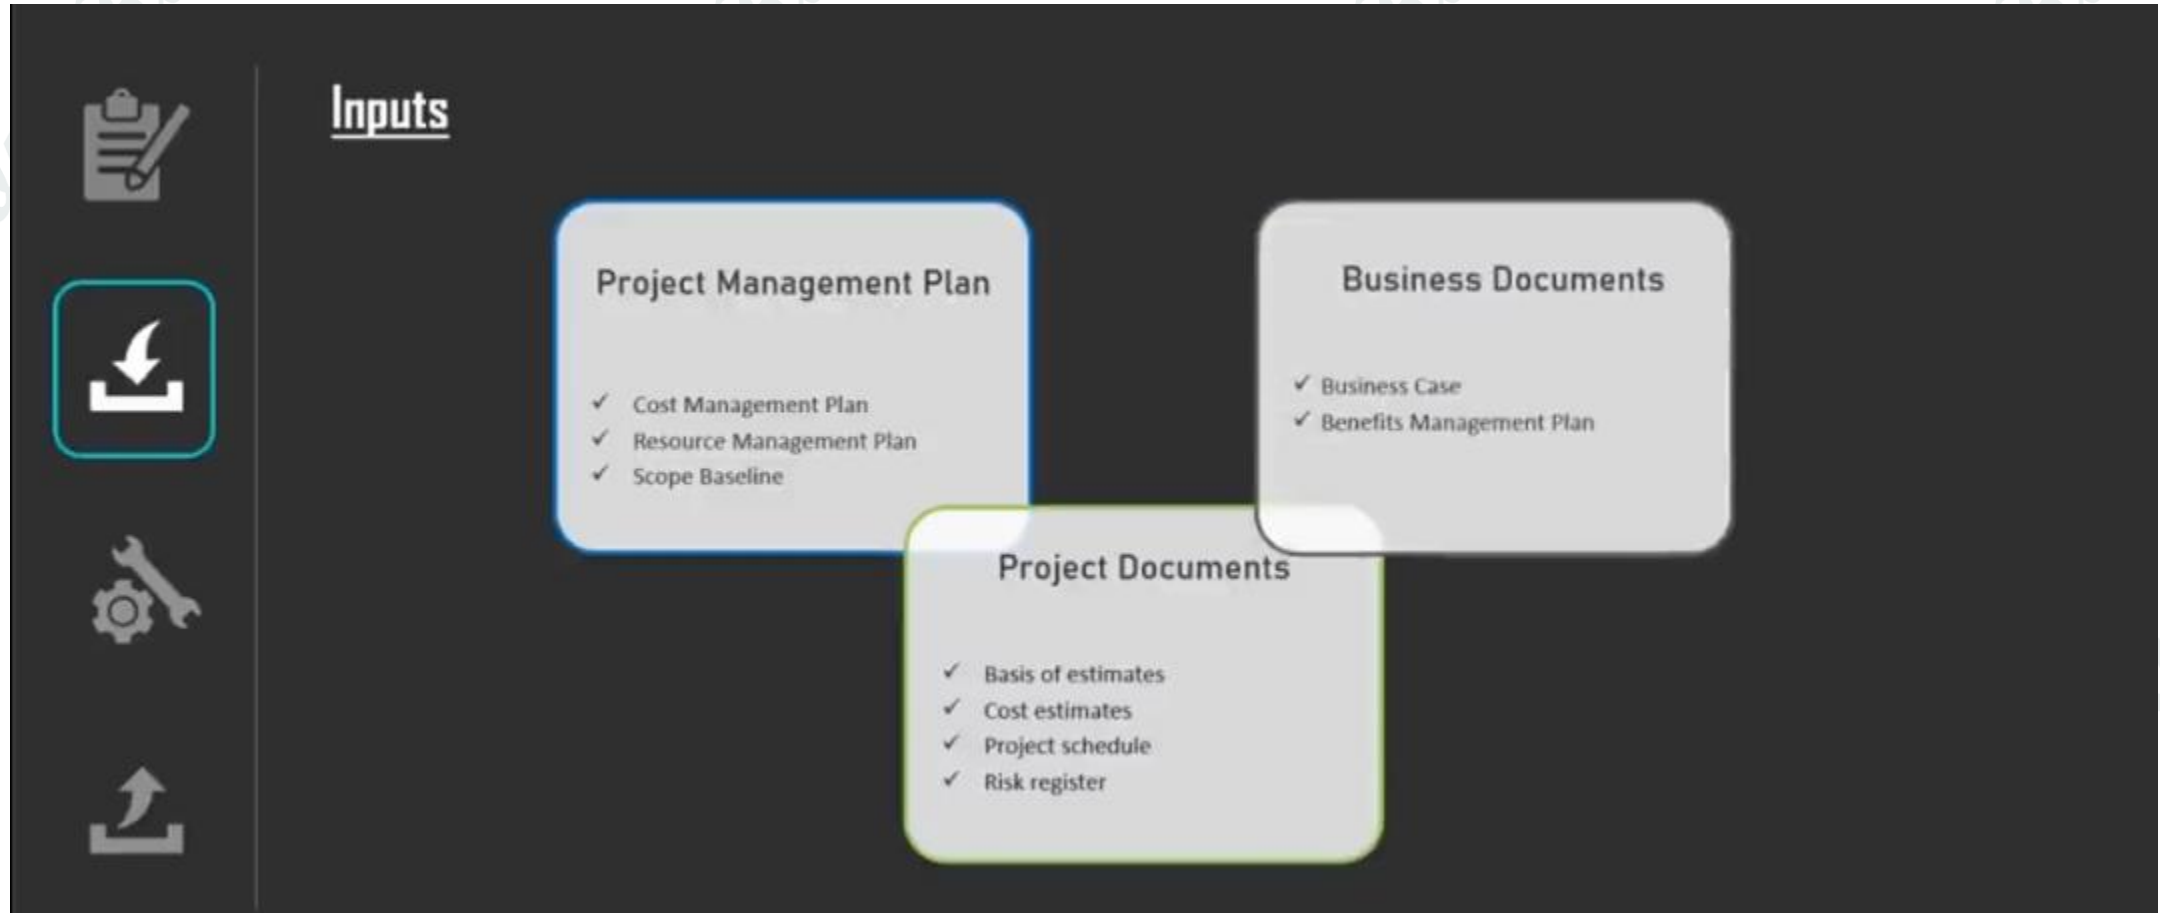 Inputs
Project Management Plan
✓ Cost Management Plan
✓ Resource Management Plan
✓ Scope Baseline
Business Documents
✓ Business Case
✓ Benefits Management Plan
Project Documents
✓ Basis of estimates
✓ Cost estimates
✓ Project schedule
✓ Risk register